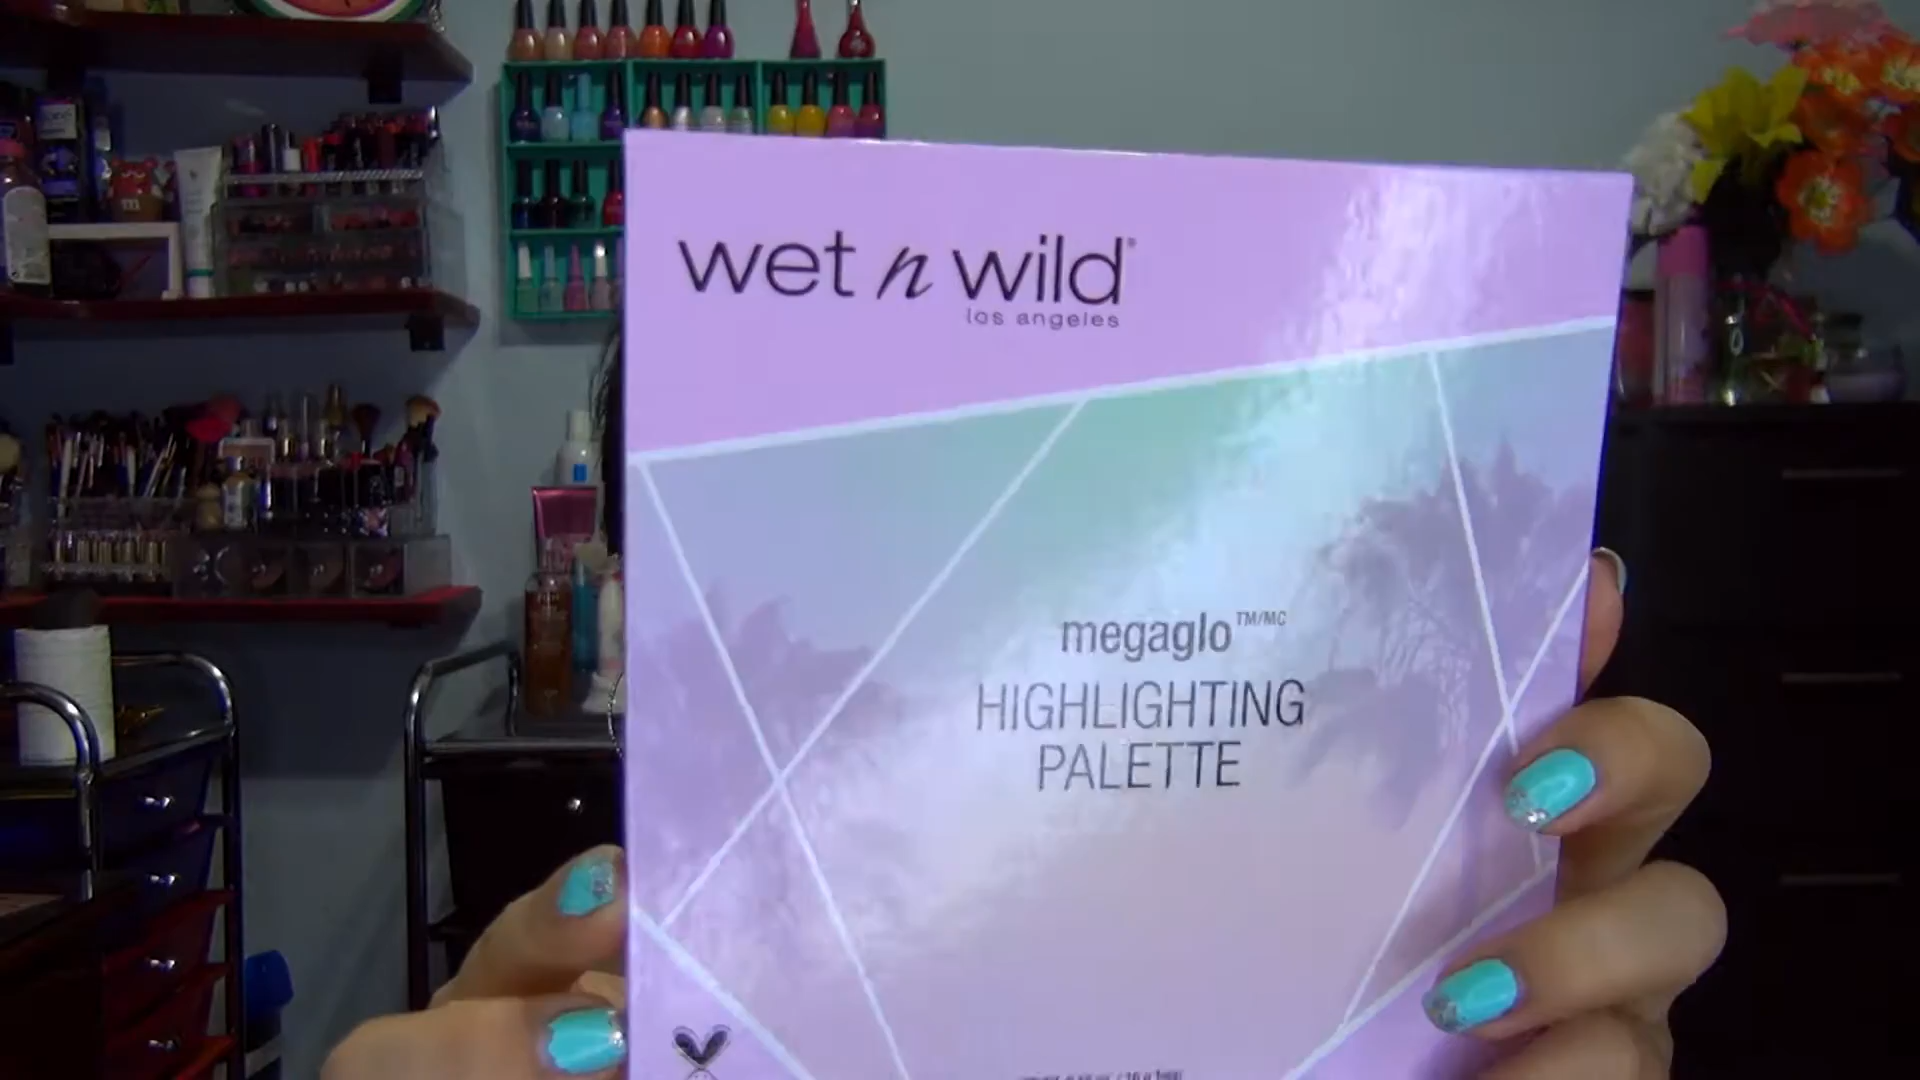 wet n wild®
los angeles
megaglo™/MC
HIGHLIGHTING
PALETTE